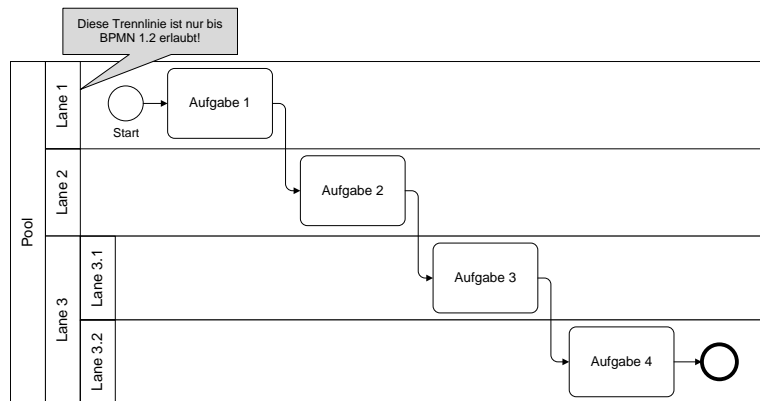 Diese Trennlinie ist nur bis
BPMN 1.2 erlaubt!
Pool
Lane 1
Start
Aufgabe 1
Lane 2
Aufgabe 2
Lane 3
Lane 3.1
Aufgabe 3
Lane 3.2
Aufgabe 4